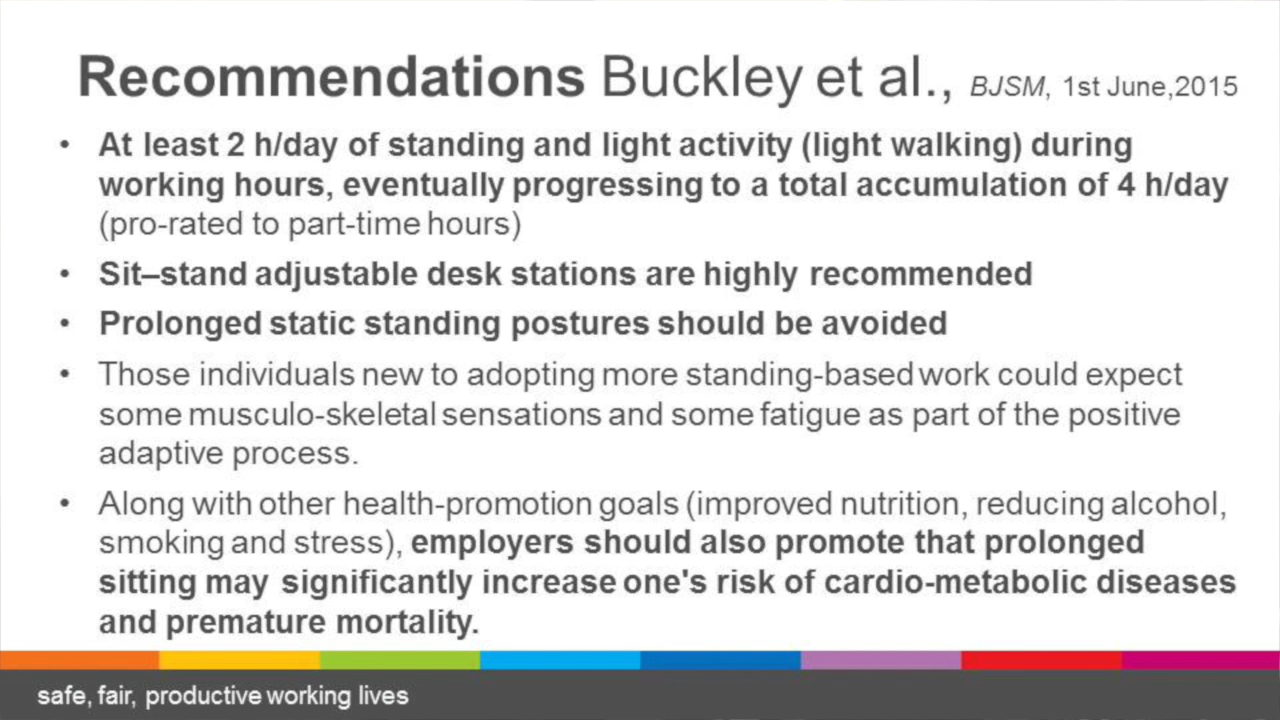 Recommendations Buckley et al., BJSM, 1st June,2015
• At least 2 h/day of standing and light activity (light walking) during
working hours, eventually progressing to a total accumulation of 4 h/day
(pro-rated to part-time hours)
• Sit–stand adjustable desk stations are highly recommended
• Prolonged static standing postures should be avoided
• Those individuals new to adopting more standing-based work could expect
some musculo-skeletal sensations and some fatigue as part of the positive
adaptive process.
• Along with other health-promotion goals (improved nutrition, reducing alcohol,
smoking and stress), employers should also promote that prolonged
sitting may significantly increase one's risk of cardio-metabolic diseases
and premature mortality.
safe, fair, productive working lives